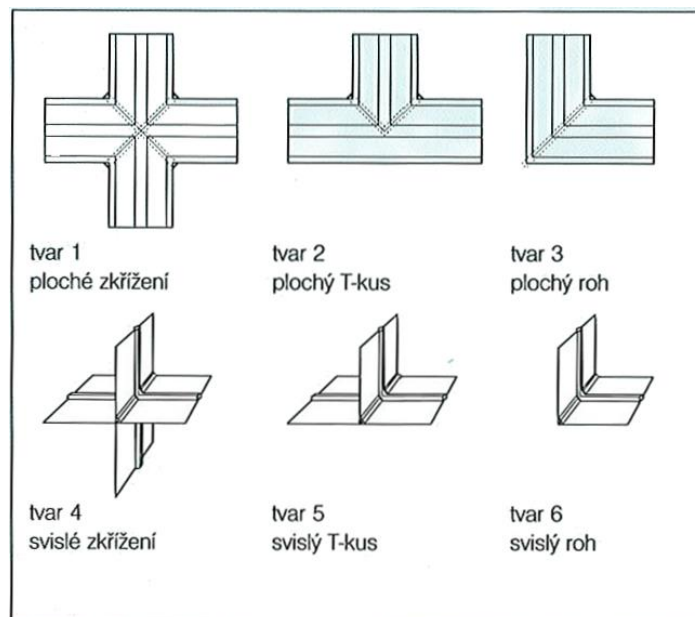 tvar 1
ploché zkřížení
tvar 2
plochý T-kus
tvar 3
plochý roh
tvar 4
svislé zkřížení
tvar 5
svislý T-kus
tvar 6
svislý roh